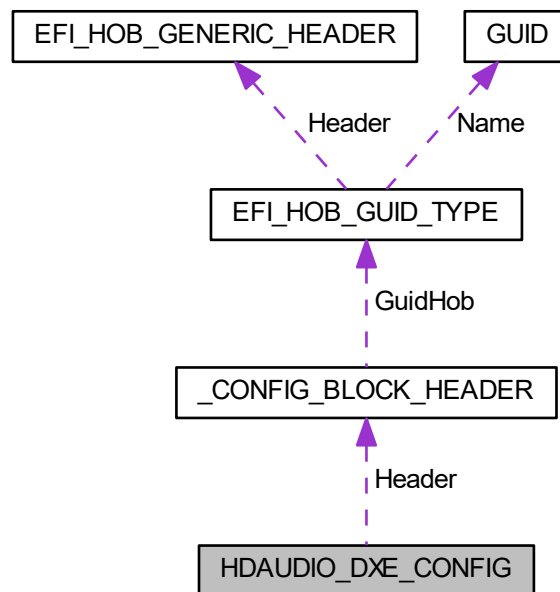 EFI_HOB_GENERIC_HEADER
GUID
Header
Name
EFI_HOB_GUID_TYPE
GuidHob
_CONFIG_BLOCK_HEADER
Header
HDAUDIO_DXE_CONFIG